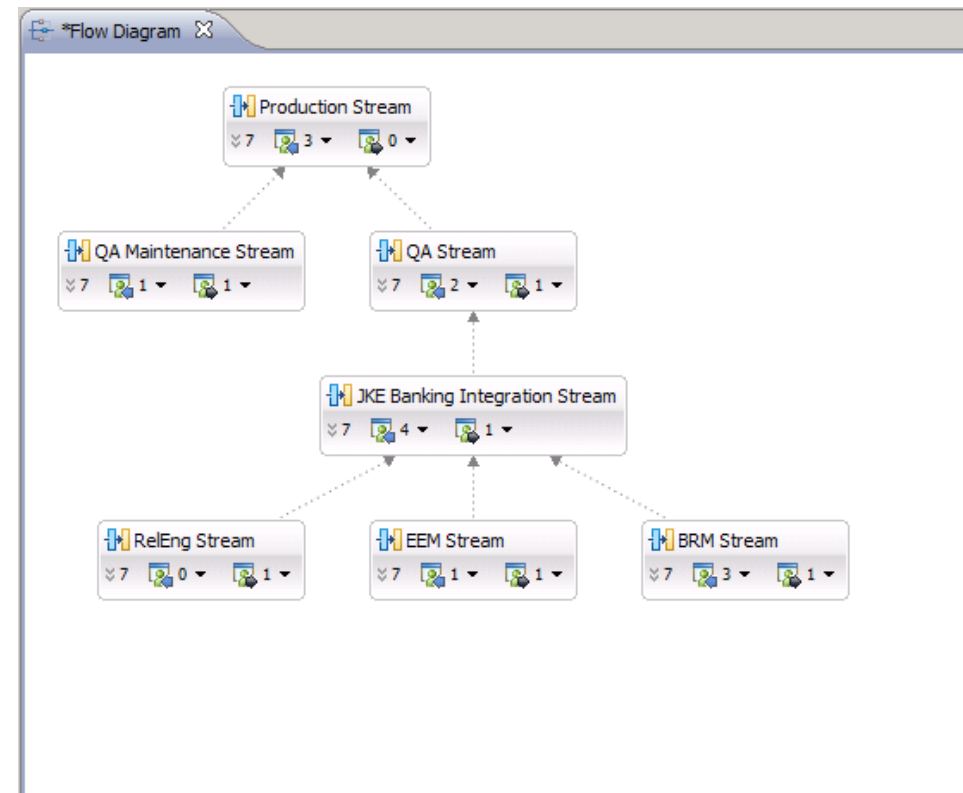 *Flow Diagram
Production Stream
7 3 0
QA Maintenance Stream
7 1 1
QA Stream
7 2 1
JKE Banking Integration Stream
7 4 1
RelEng Stream
7 0 1
EEM Stream
7 1 1
BRM Stream
7 3 1